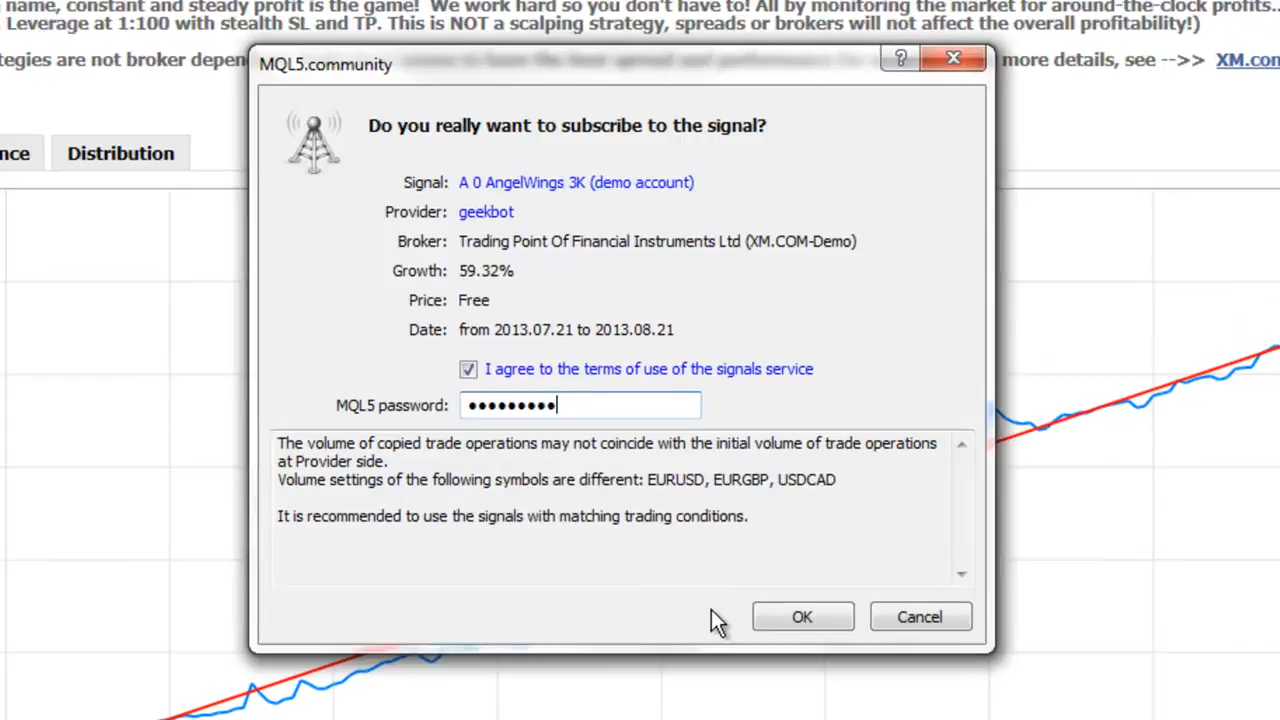 name, constant and steady profit is the game! We work hard so you don't have to! All by monitoring the market for around-the-clock profits..
Leverage at 1:100 with stealth SL and TP. This is NOT a scalping strategy, spreads or brokers will not affect the overall profitability!)
tegies are not broker depen
more details, see -->> XM.com
MQL5.community
?
Do you really want to subscribe to the signal?
nce
Distribution
Signal: A 0 AngelWings 3K (demo account)
Provider: geekbot
Broker: Trading Point Of Financial Instruments Ltd (XM.COM-Demo)
Growth: 59.32%
Price: Free
Date: from 2013.07.21 to 2013.08.21
I agree to the terms of use of the signals service
MQL5 password: •••••••••
The volume of copied trade operations may not coincide with the initial volume of trade operations
at Provider side.
Volume settings of the following symbols are different: EURUSD, EURGBP, USDCAD
It is recommended to use the signals with matching trading conditions.
OK
Cancel